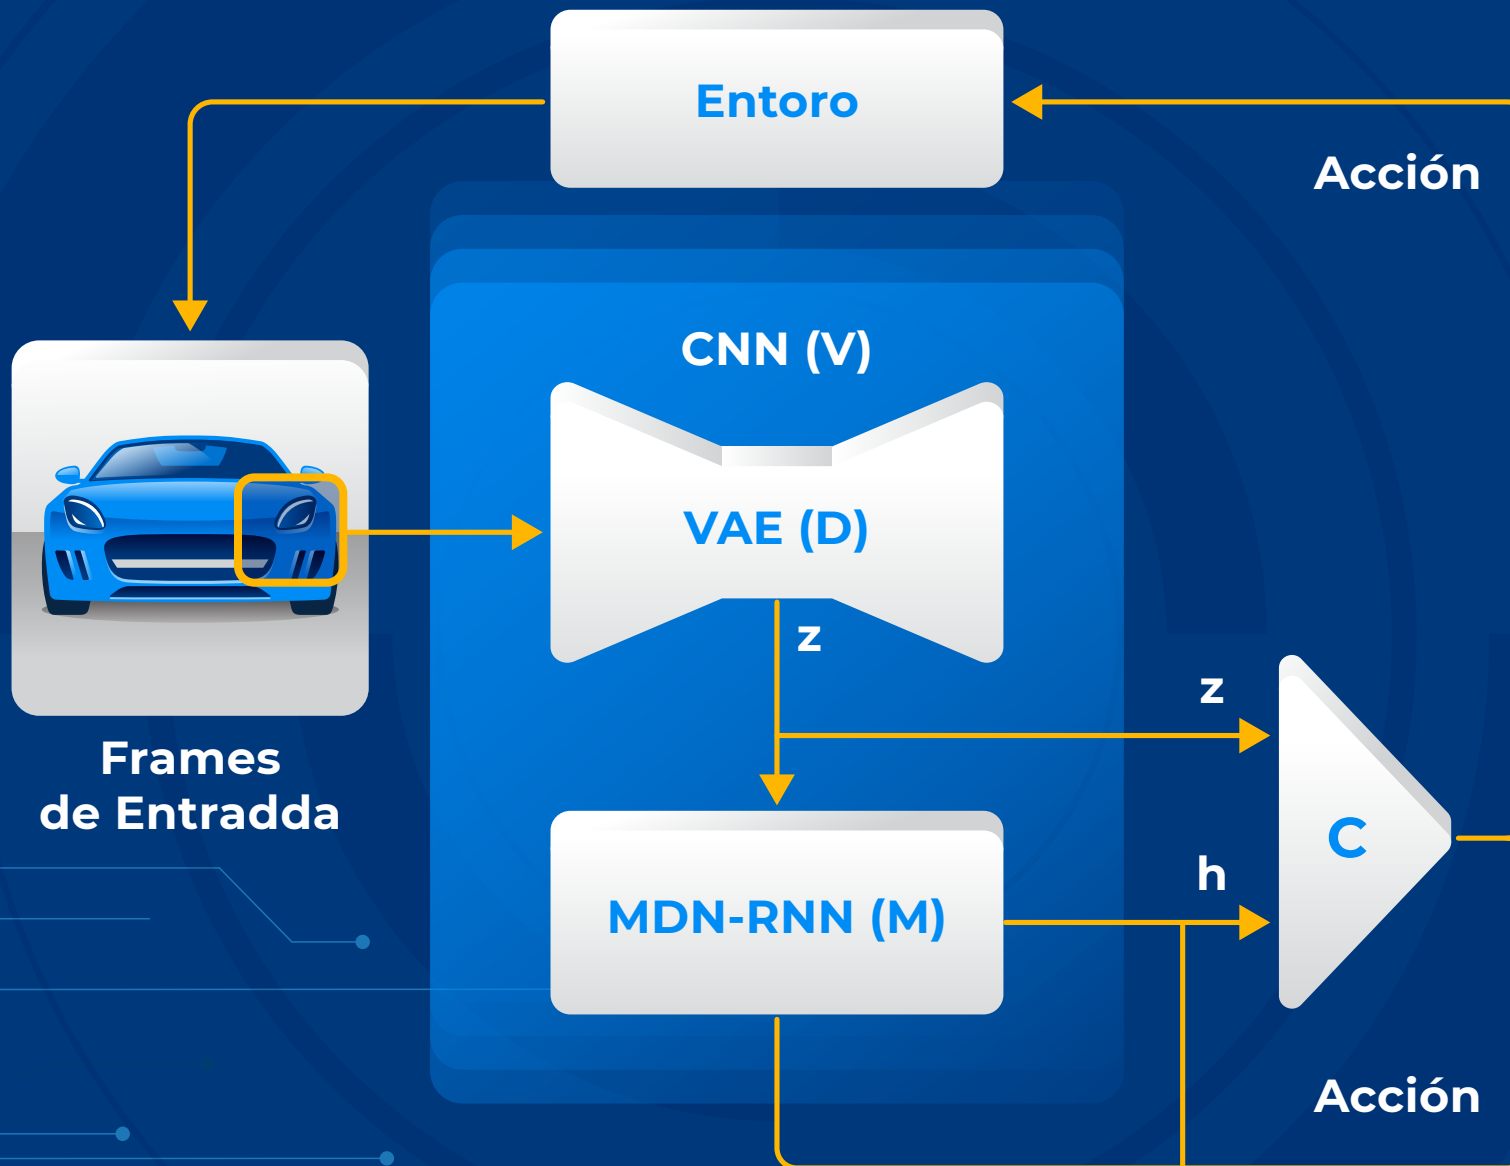 Entoro
Acción
CNN (V)
VAE (D)
z
z
Frames
de Entradda
C
h
MDN-RNN (M)
Acción